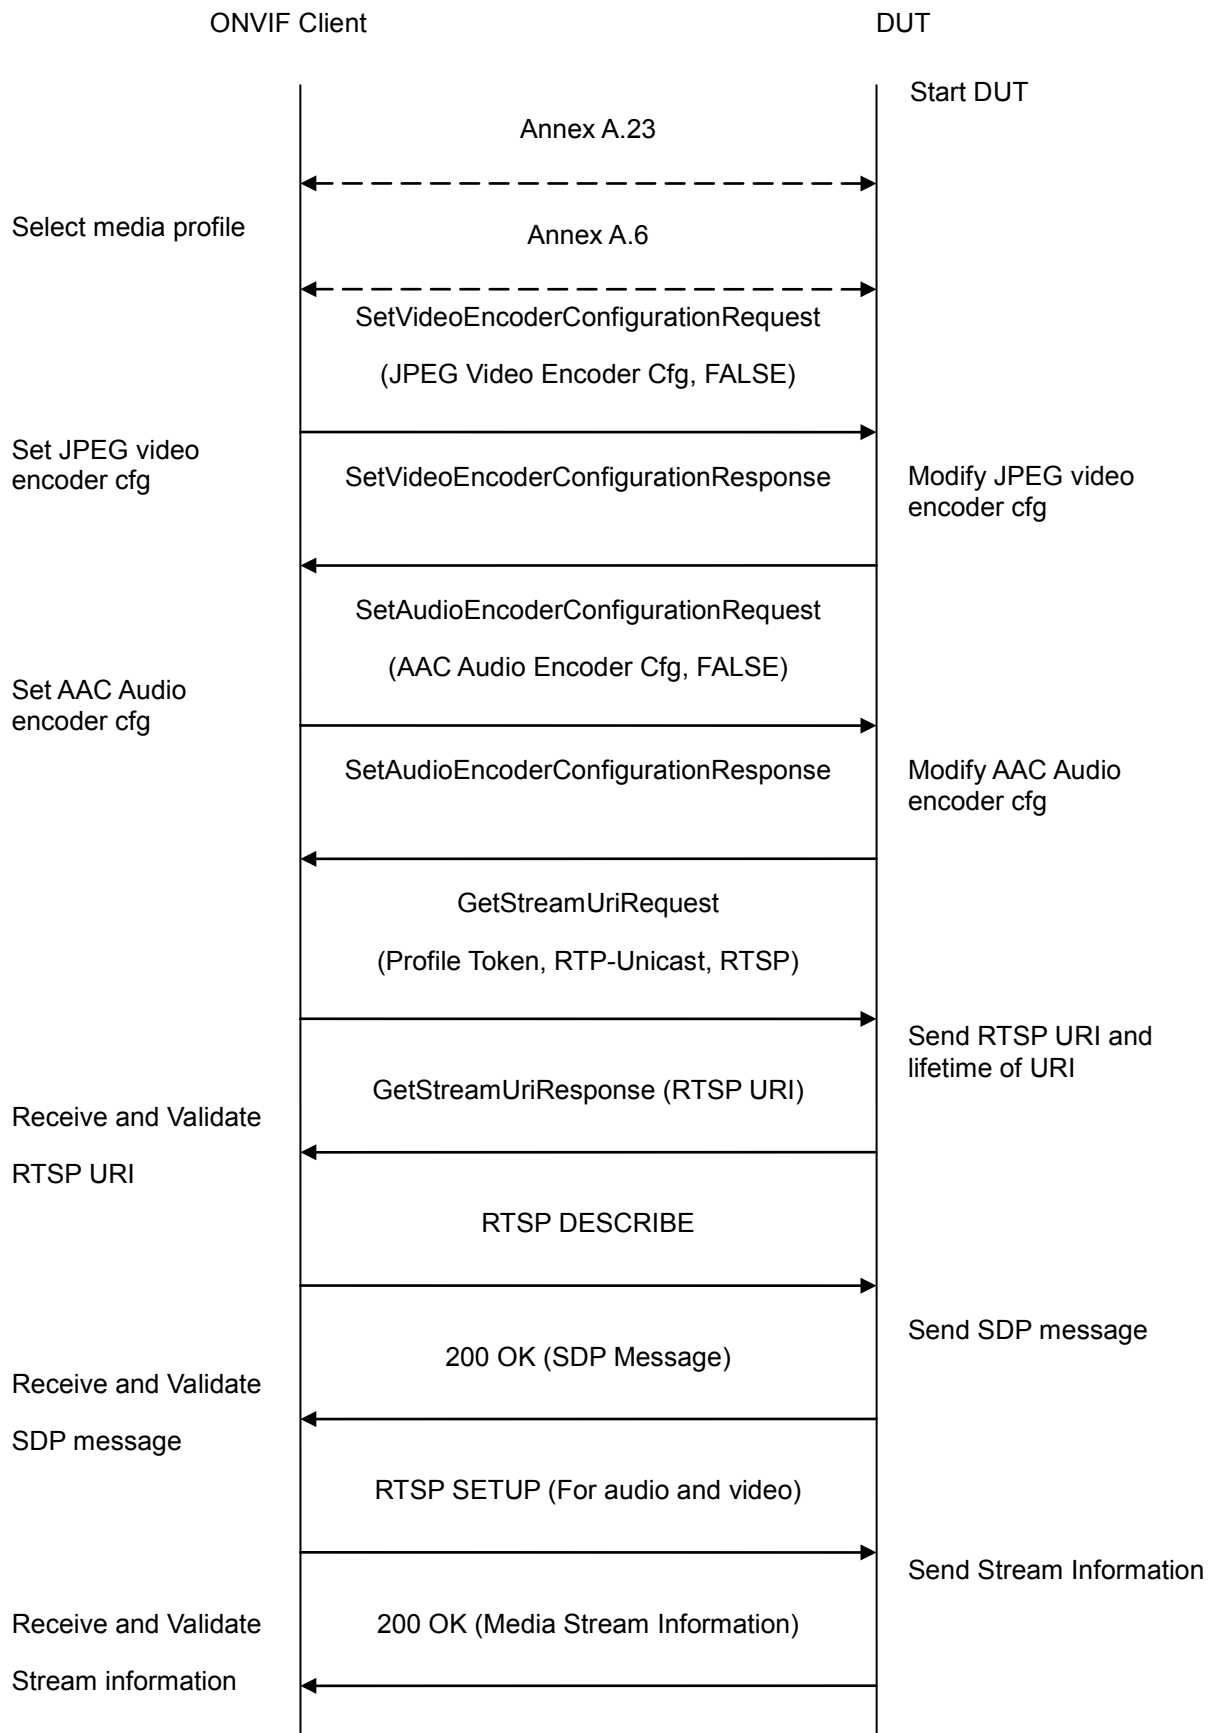 ONVIF Client
DUT
Start DUT
Annex A.23
Select media profile
Annex A.6
SetVideoEncoderConfigurationRequest
(JPEG Video Encoder Cfg, FALSE)
Set JPEG video
encoder cfg
SetVideoEncoderConfigurationResponse
Modify JPEG video
encoder cfg
SetAudioEncoderConfigurationRequest
(AAC Audio Encoder Cfg, FALSE)
Set AAC Audio
encoder cfg
SetAudioEncoderConfigurationResponse
Modify AAC Audio
encoder cfg
GetStreamUriRequest
(Profile Token, RTP-Unicast, RTSP)
Send RTSP URI and
lifetime of URI
GetStreamUriResponse (RTSP URI)
Receive and Validate
RTSP URI
RTSP DESCRIBE
Send SDP message
200 OK (SDP Message)
Receive and Validate
SDP message
RTSP SETUP (For audio and video)
Send Stream Information
Receive and Validate
Stream information
200 OK (Media Stream Information)